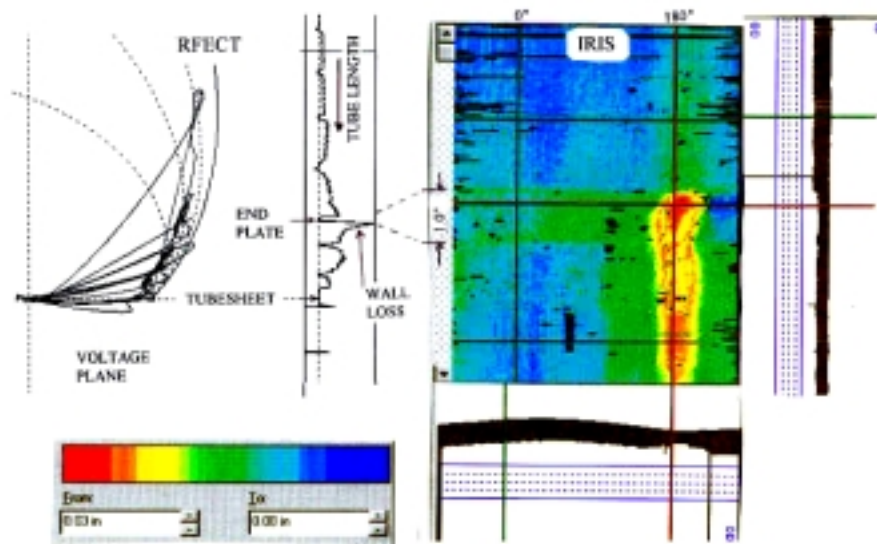 RFECT
TUBE LENGTH
END
PLATE
TUBESHEET
WALL
LOSS
VOLTAGE
PLANE
0°
180°
IRIS
1.0"
From:
To:
0.03 in
0.00 in